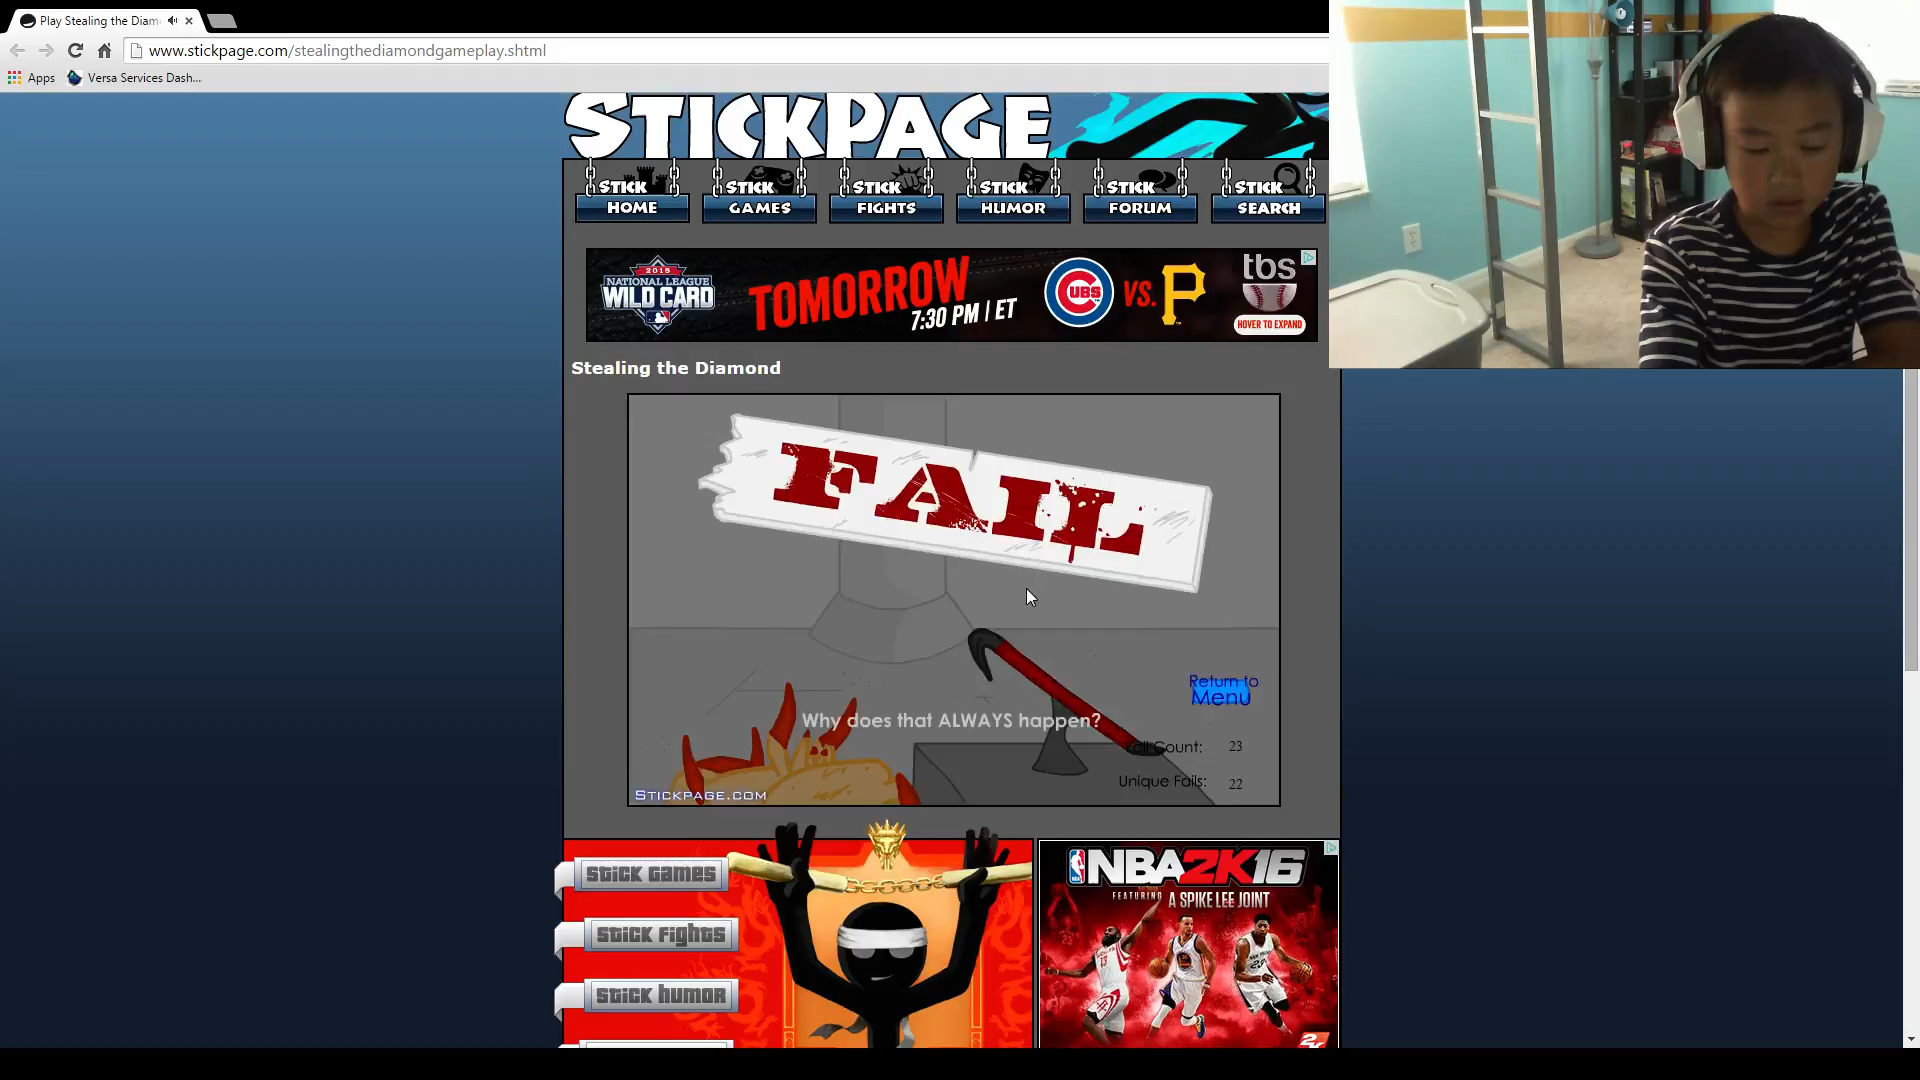 Play Stealing the Diam
www.stickpage.com/stealingthediamondgameplay.shtml
Apps
Versa Services Dash...
STICKPAGE
STICK HOME
STICK GAMES
STICK FIGHTS
STICK HUMOR
STICK FORUM
STICK SEARCH
2015
NATIONAL LEAGUE
WILD CARD
TOMORROW
7:30 PM | ET
CUBS
VS.
P
tbs
HOVER TO EXPAND
Stealing the Diamond
FAIL
Return to
Menu
Why does that ALWAYS happen?
Count: 23
Unique Fails: 22
STICKPAGE.COM
STICK GAMES
STICK FIGHTS
STICK HUMOR
NBA 2K16
FEATURING A SPIKE LEE JOINT
2K